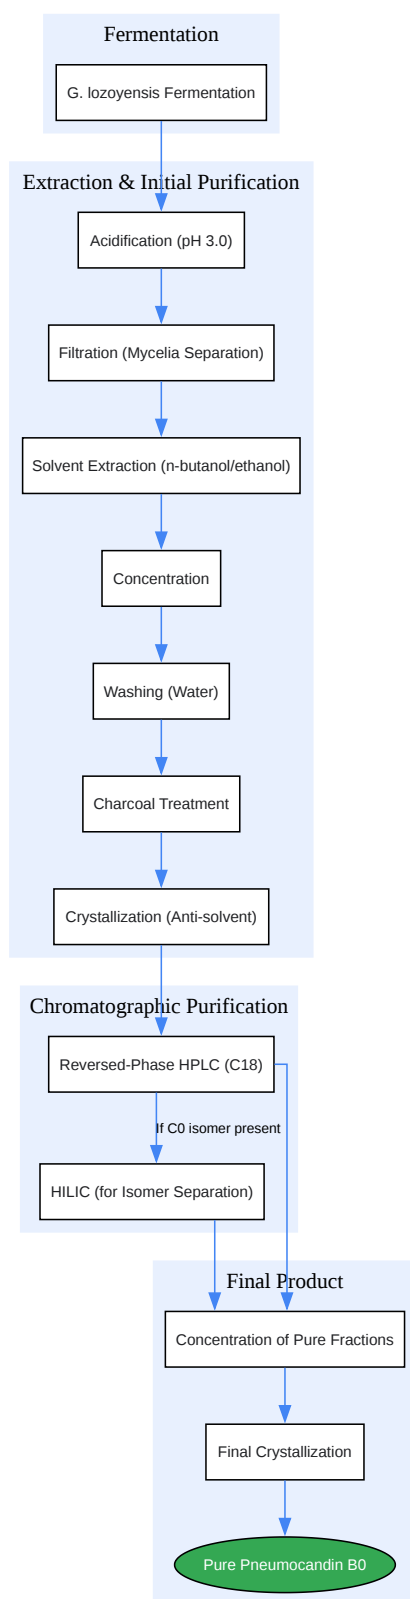 Fermentation
G. lozoyensis Fermentation
Extraction & Initial Purification
Acidification (pH 3.0)
Filtration (Mycelia Separation)
Solvent Extraction (n-butanol/ethanol)
Concentration
Washing (Water)
Charcoal Treatment
Crystallization (Anti-solvent)
Chromatographic Purification
Reversed-Phase HPLC (C18)
If C0 isomer present
HILIC (for Isomer Separation)
Final Product
Concentration of Pure Fractions
Final Crystallization
Pure Pneumocandin B0